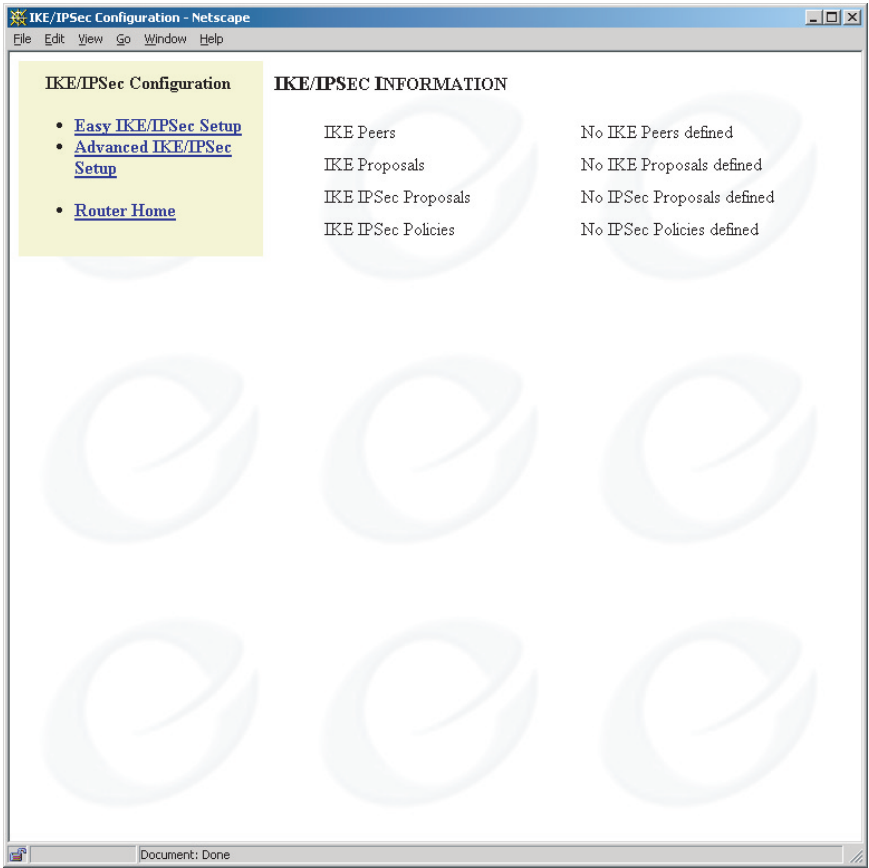 IKE/IPSec Configuration - Netscape
File Edit View Go Window Help
IKE/IPSec Configuration
Easy IKE/IPSec Setup
Advanced IKE/IPSec
Setup
Router Home
IKE/IPSEC INFORMATION
IKE Peers No IKE Peers defined
IKE Proposals No IKE Proposals defined
IKE IPSec Proposals No IPSec Proposals defined
IKE IPSec Policies No IPSec Policies defined
Document: Done